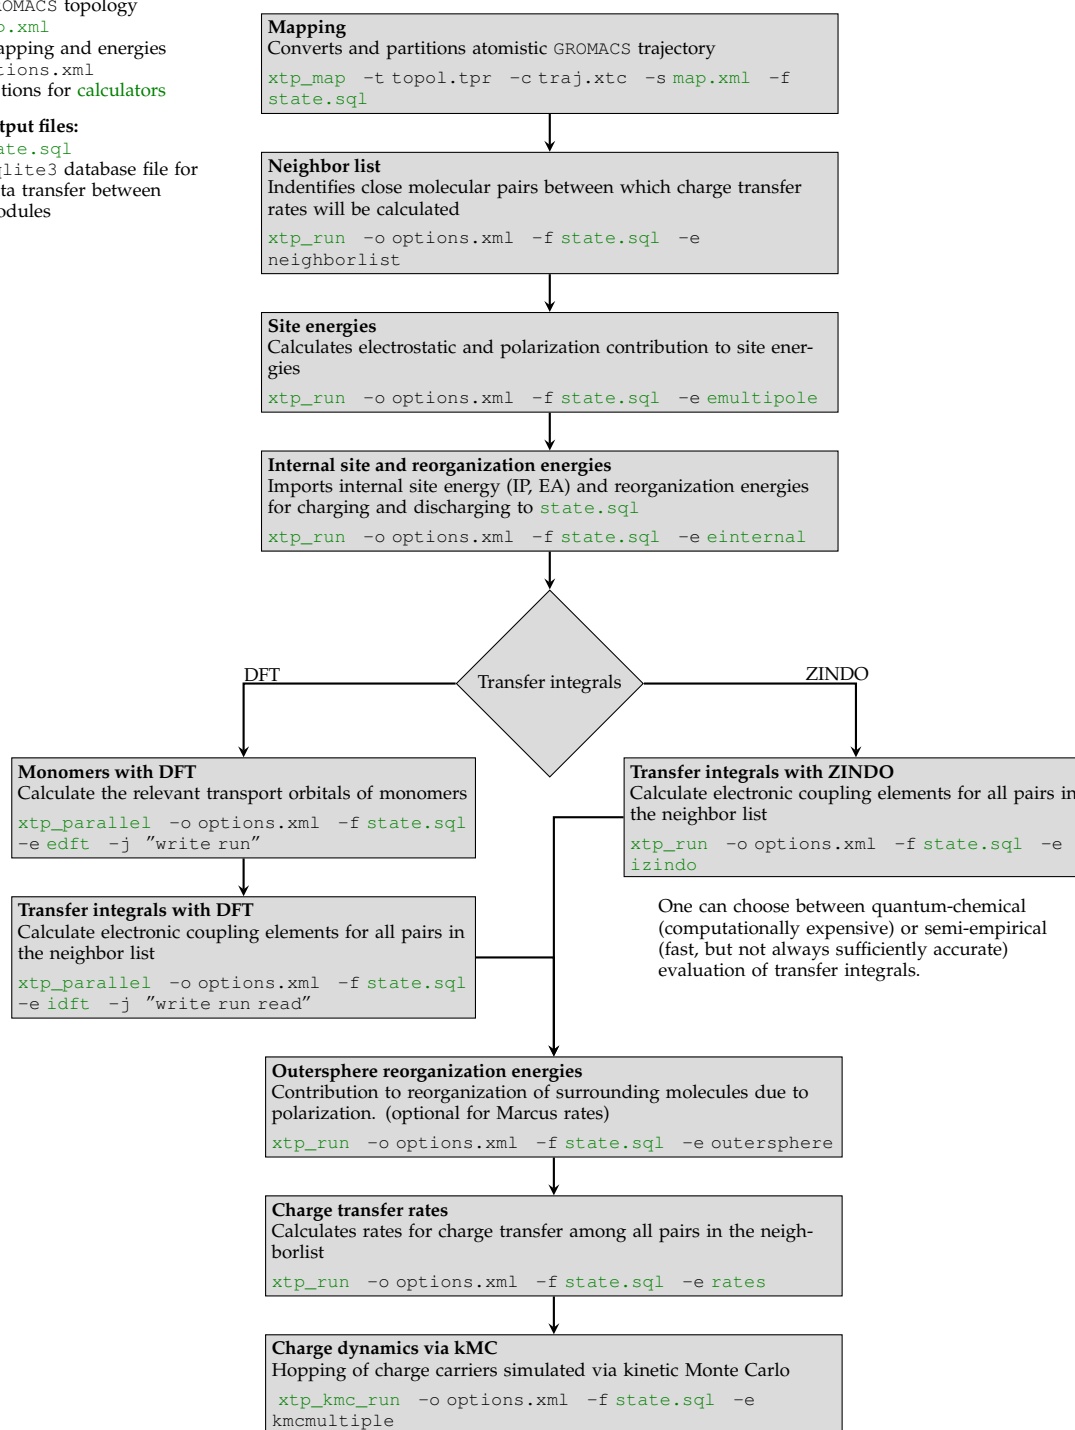 topology
mapping and energies
options.xml
options for calculators
Output files:
state.sql
sqlite3 database file for
data transfer between
modules
Mapping
Converts and partitions atomistic GROMACS trajectory
xtp_map -t topol.tpr -c traj.xtc -s map.xml -f
state.sql
Neighbor list
Indentifies close molecular pairs between which charge transfer
rates will be calculated
xtp_run -o options.xml -f state.sql -e
neighborlist
Site energies
Calculates electrostatic and polarization contribution to site ener-
gies
xtp_run -o options.xml -f state.sql -e emultipole
Internal site and reorganization energies
Imports internal site energy (IP, EA) and reorganization energies
for charging and discharging to state.sql
xtp_run -o options.xml -f state.sql -e einternal
Transfer integrals
DFT
ZINDO
Monomers with DFT
Calculate the relevant transport orbitals of monomers
xtp_parallel -o options.xml -f state.sql
-e edft -j "write run"
Transfer integrals with DFT
Calculate electronic coupling elements for all pairs in
the neighbor list
xtp_parallel -o options.xml -f state.sql
-e idft -j "write run read"
Transfer integrals with ZINDO
Calculate electronic coupling elements for all pairs in
the neighbor list
xtp_run -o options.xml -f state.sql -e
izindo
One can choose between quantum-chemical
(computationally expensive) or semi-empirical
(fast, but not always sufficiently accurate)
evaluation of transfer integrals.
Outersphere reorganization energies
Contribution to reorganization of surrounding molecules due to
polarization. (optional for Marcus rates)
xtp_run -o options.xml -f state.sql -e outersphere
Charge transfer rates
Calculates rates for charge transfer among all pairs in the neigh-
borlist
xtp_run -o options.xml -f state.sql -e rates
Charge dynamics via kMC
Hopping of charge carriers simulated via kinetic Monte Carlo
xtp_kmc_run -o options.xml -f state.sql -e
kmcmultiple